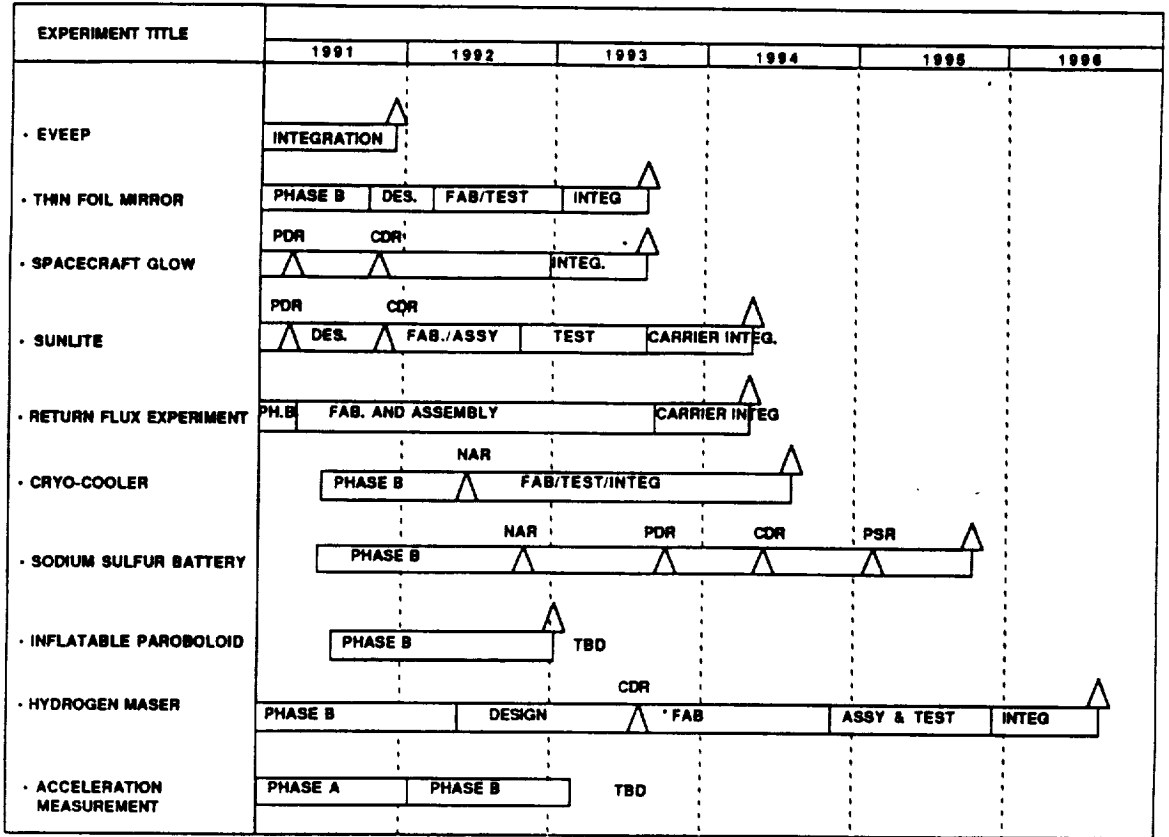 EXPERIMENT TITLE
1991 1992 1993 1994 1995 1996
· EVEEP
INTEGRATION
· THIN FOIL MIRROR
PHASE B DES. FAB/TEST INTEG
PDR CDR
· SPACECRAFT GLOW
INTEG.
PDR CDR
· SUNLITE
DES. FAB./ASSY TEST CARRIER INTEG.
· RETURN FLUX EXPERIMENT
PH.B FAB. AND ASSEMBLY CARRIER INTEG
NAR
· CRYO-COOLER
PHASE B FAB/TEST/INTEG
NAR PDR CDR PSR
· SODIUM SULFUR BATTERY
PHASE B
· INFLATABLE PAROBOLOID
PHASE B TBD
CDR
· HYDROGEN MASER
PHASE B DESIGN FAB ASSY & TEST INTEG
· ACCELERATION
MEASUREMENT
PHASE A PHASE B TBD